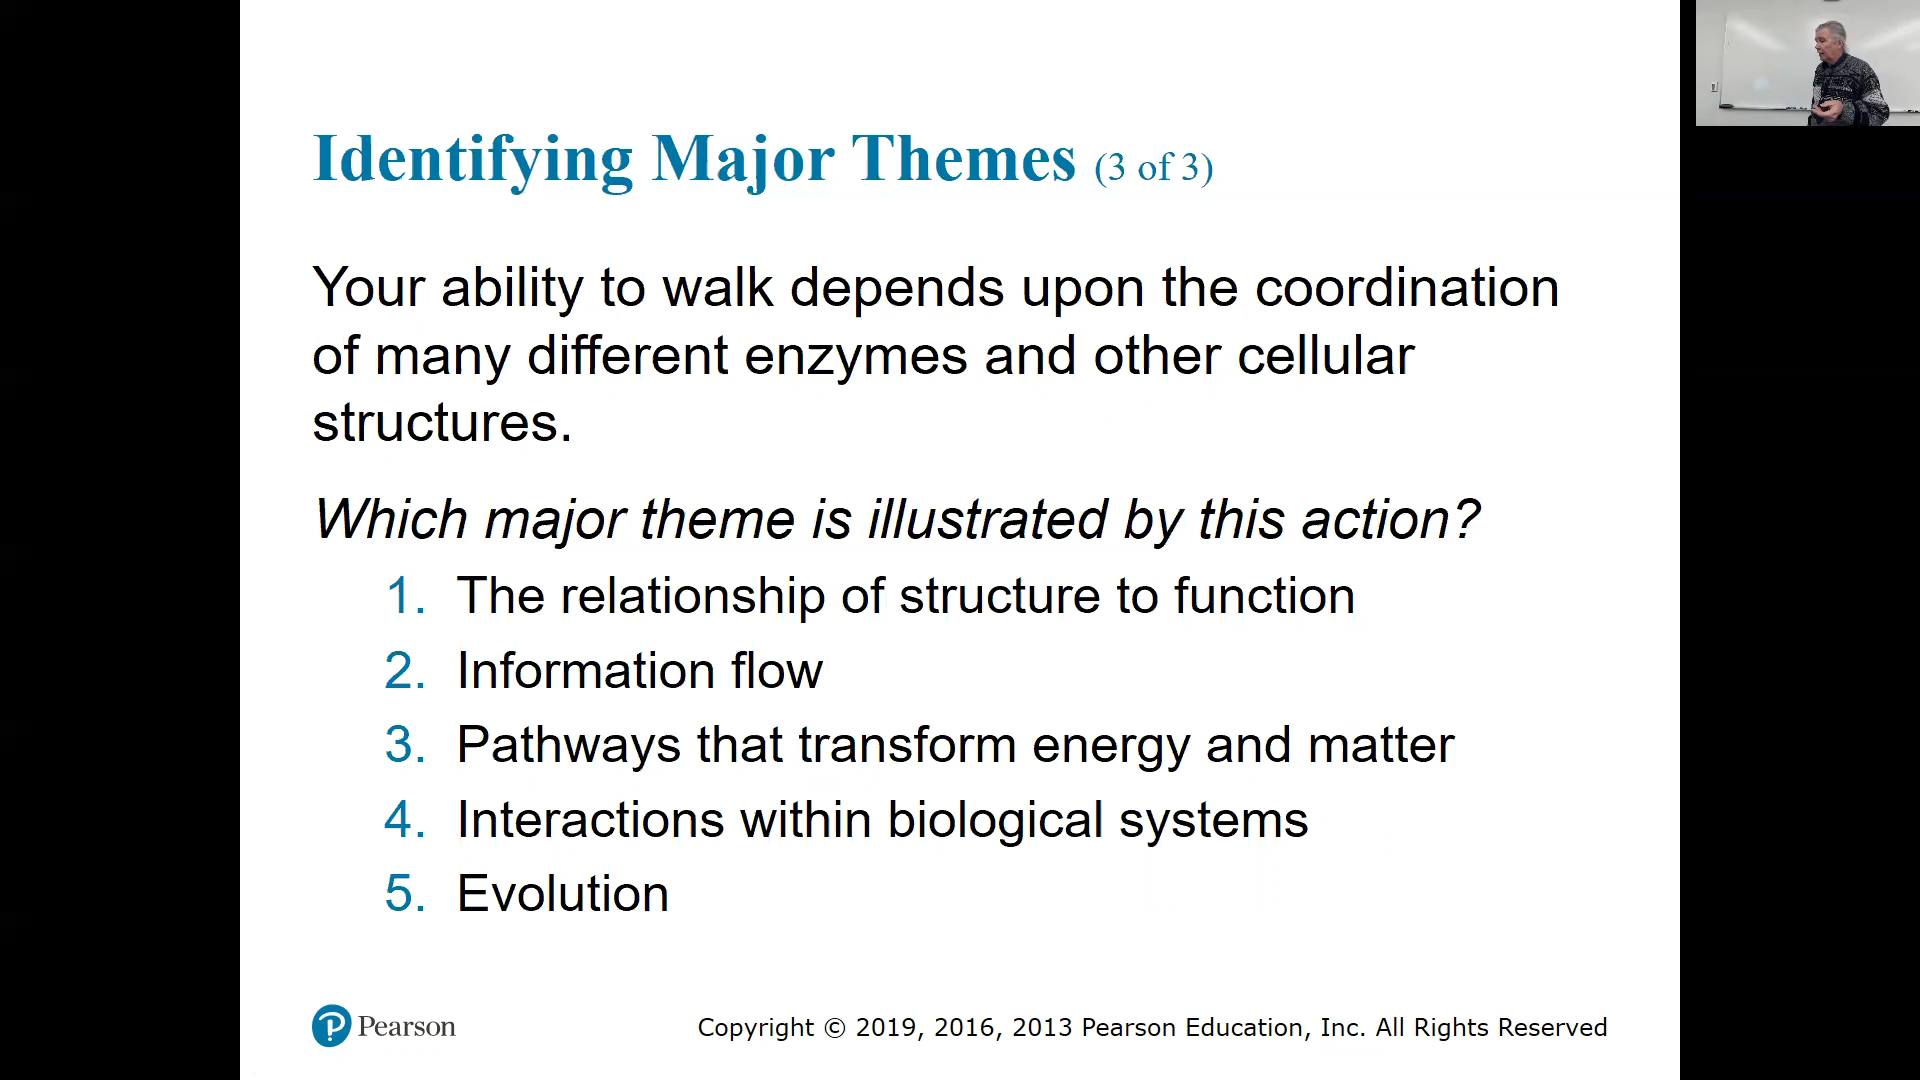 Identifying Major Themes (3 of 3)
Your ability to walk depends upon the coordination
of many different enzymes and other cellular
structures.
Which major theme is illustrated by this action?
1. The relationship of structure to function
2. Information flow
3. Pathways that transform energy and matter
4. Interactions within biological systems
5. Evolution
Pearson
Copyright © 2019, 2016, 2013 Pearson Education, Inc. All Rights Reserved